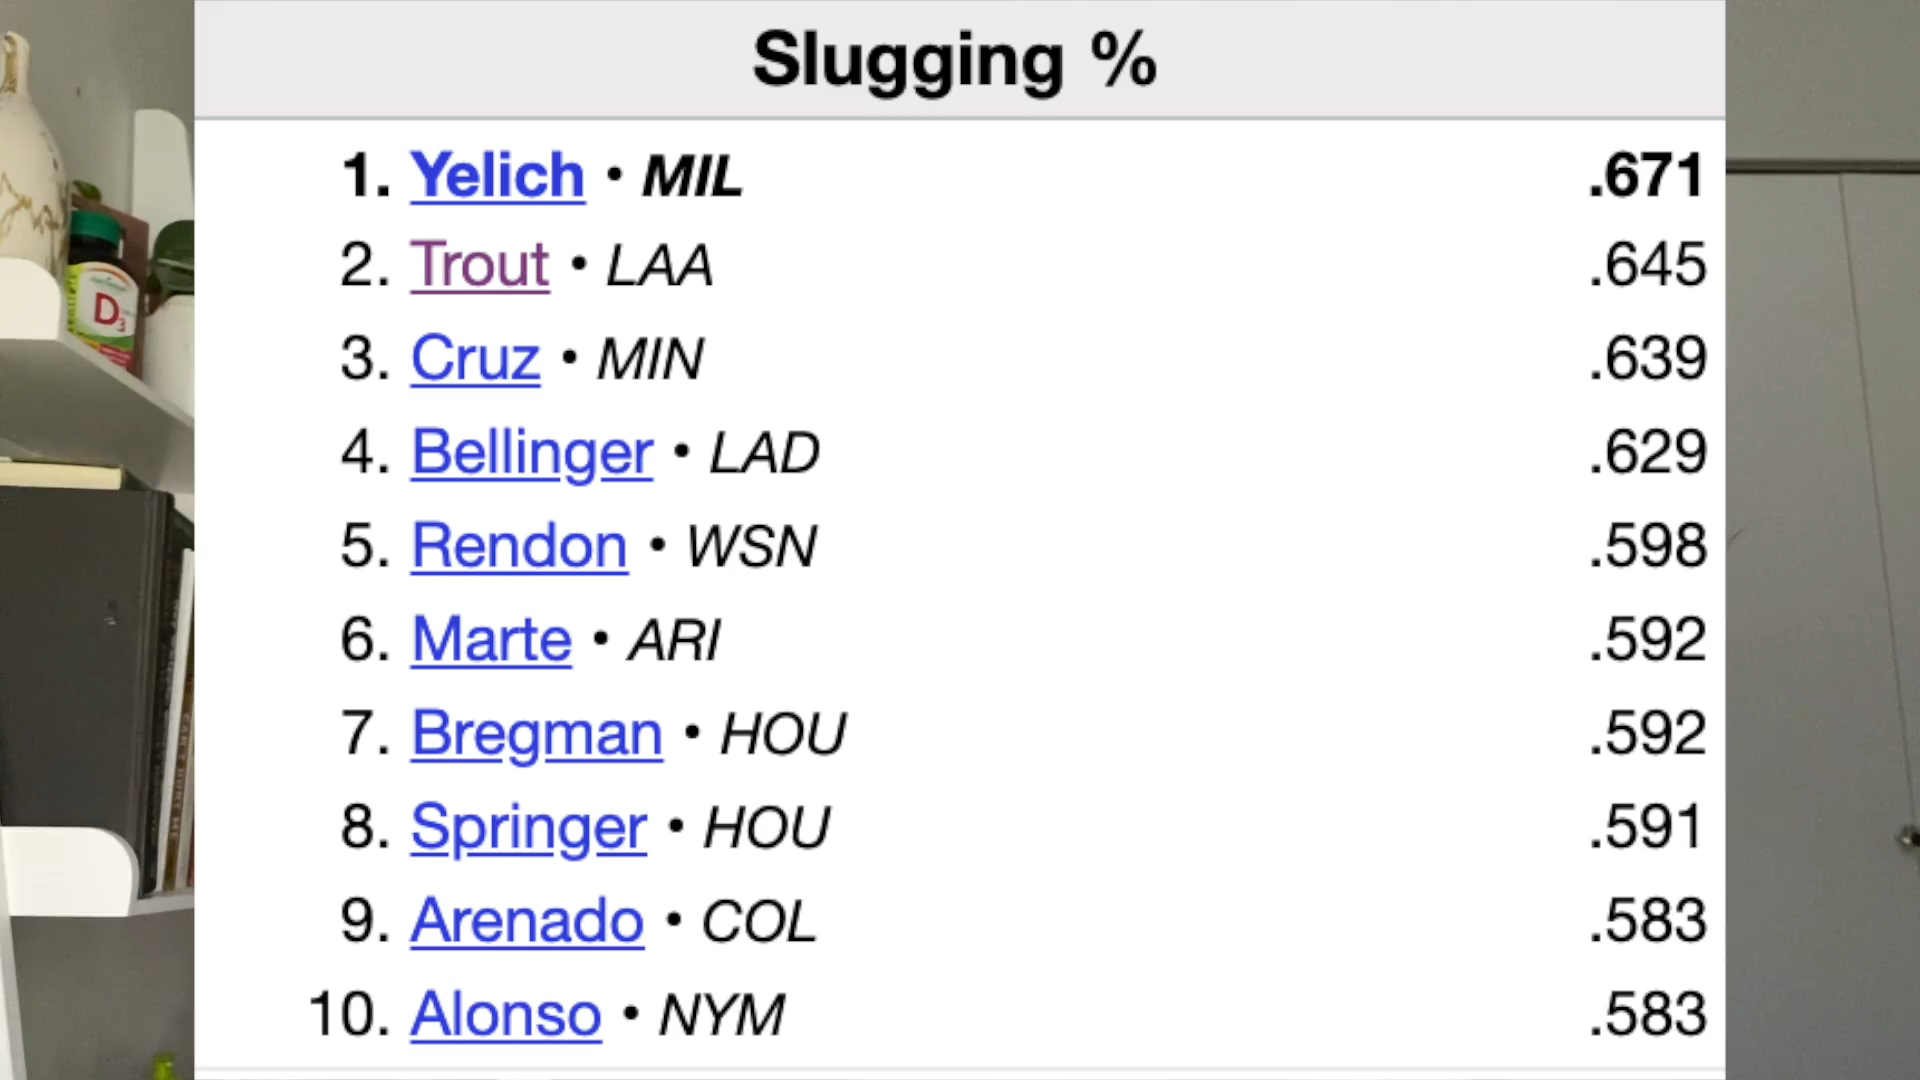 Slugging %
1. Yelich • MIL .671
2. Trout • LAA .645
3. Cruz • MIN .639
4. Bellinger • LAD .629
5. Rendon • WSN .598
6. Marte • ARI .592
7. Bregman • HOU .592
8. Springer • HOU .591
9. Arenado • COL .583
10. Alonso • NYM .583
D3